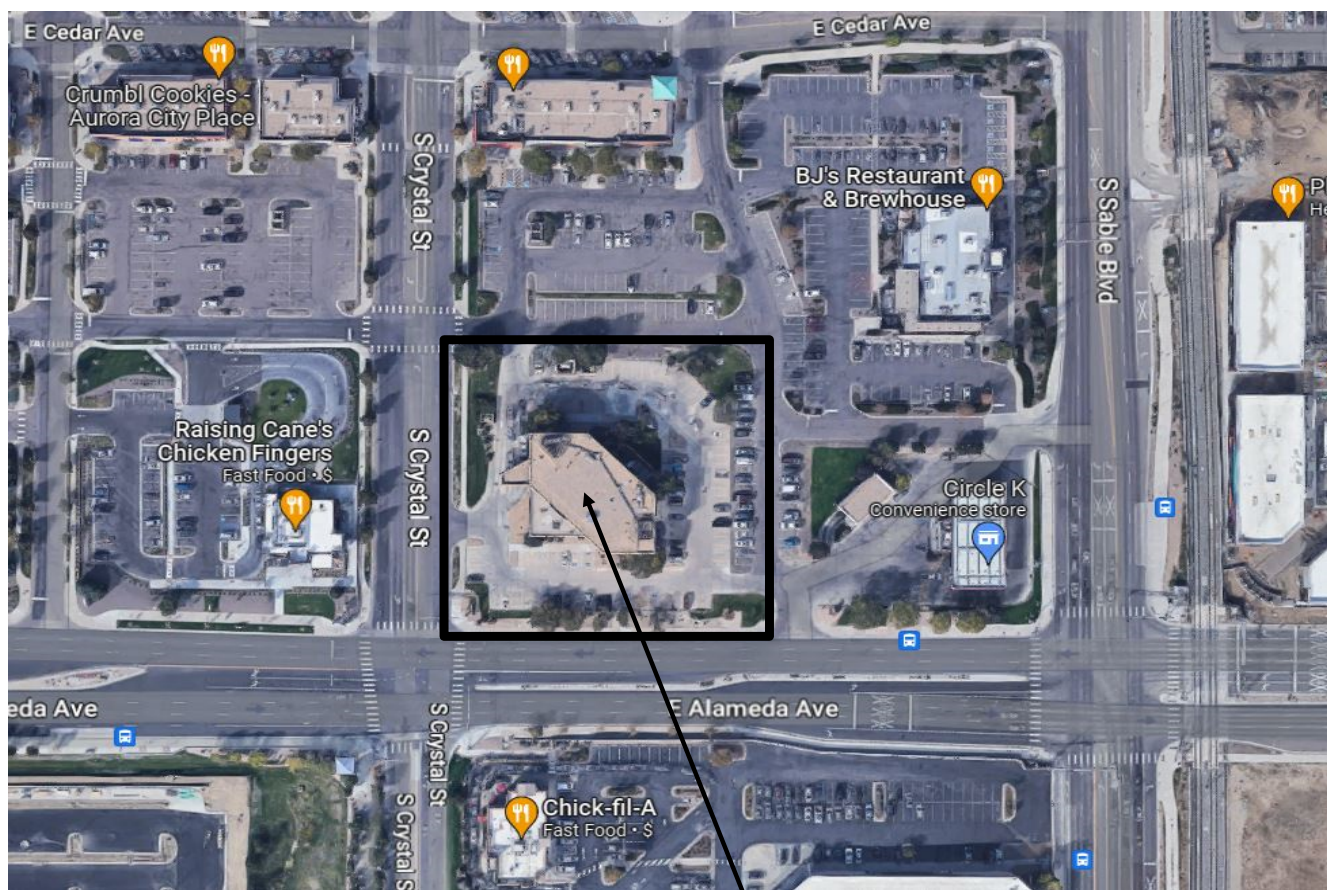 E Cedar Ave
E Cedar Ave
Crumbl Cookies -
Aurora City Place
S Crystal St
BJ's Restaurant
& Brewhouse
S Sable Blvd
Raising Cane's
Chicken Fingers
Fast Food • $
S Crystal St
Circle K
Convenience store
eda Ave
E Alameda Ave
S Crystal St
S Crystal S
Chick-fil-A
Fast Food • $